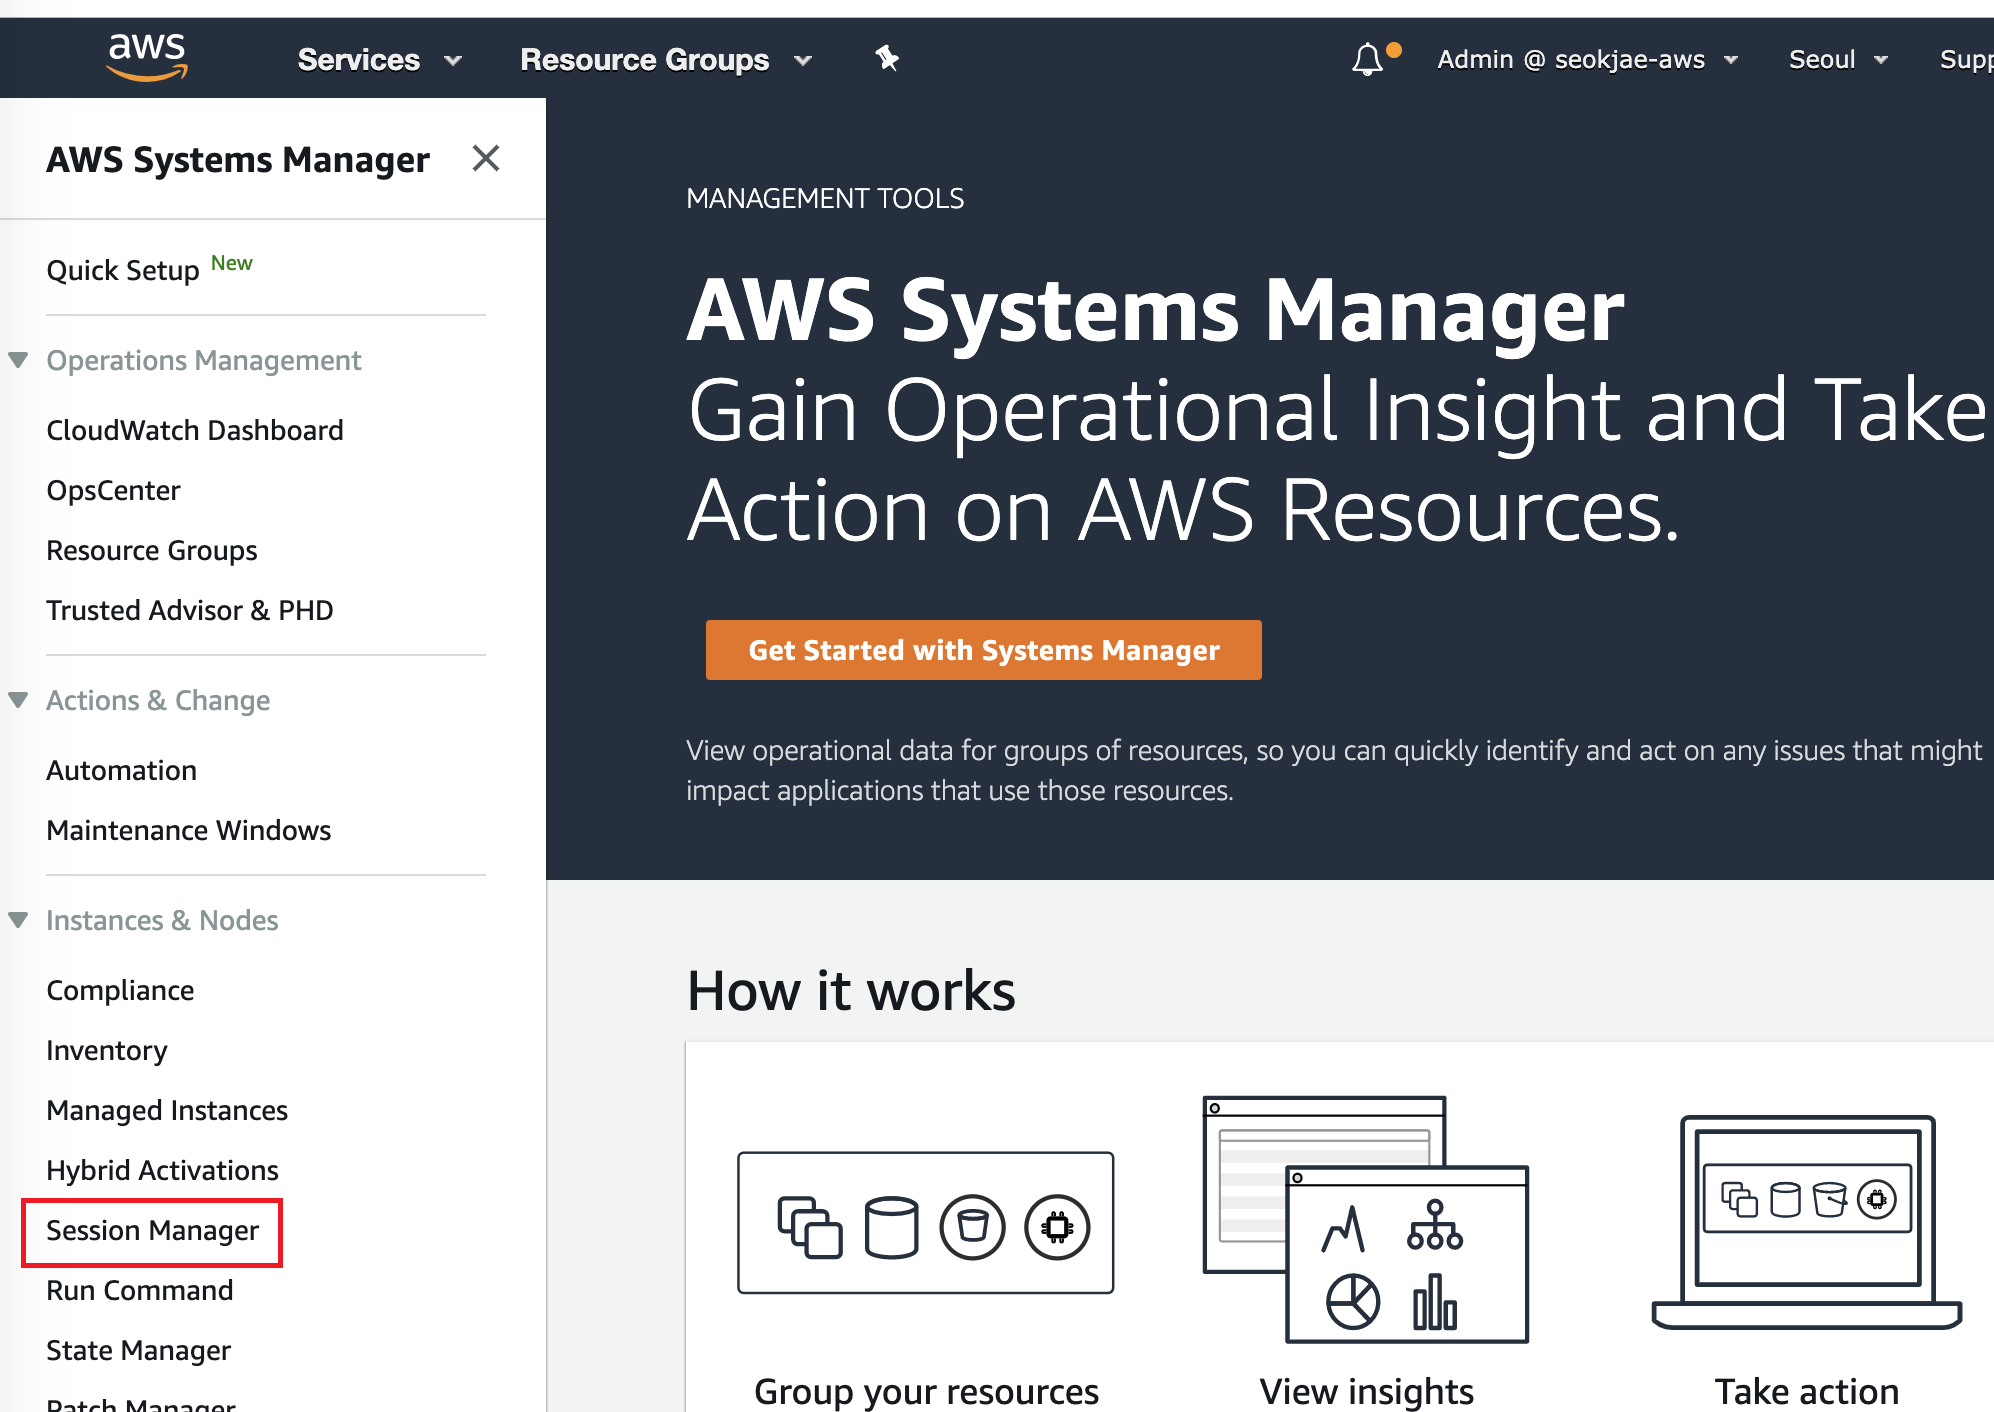 aws
Services
Resource Groups
Admin @ seokjae-aws
Seoul
Supp
AWS Systems Manager
Quick Setup New
Operations Management
CloudWatch Dashboard
OpsCenter
Resource Groups
Trusted Advisor & PHD
Actions & Change
Automation
Maintenance Windows
Instances & Nodes
Compliance
Inventory
Managed Instances
Hybrid Activations
Session Manager
Run Command
State Manager
Patch Manager
MANAGEMENT TOOLS
AWS Systems Manager
Gain Operational Insight and Take
Action on AWS Resources.
Get Started with Systems Manager
View operational data for groups of resources, so you can quickly identify and act on any issues that might
impact applications that use those resources.
How it works
Group your resources
View insights
Take action